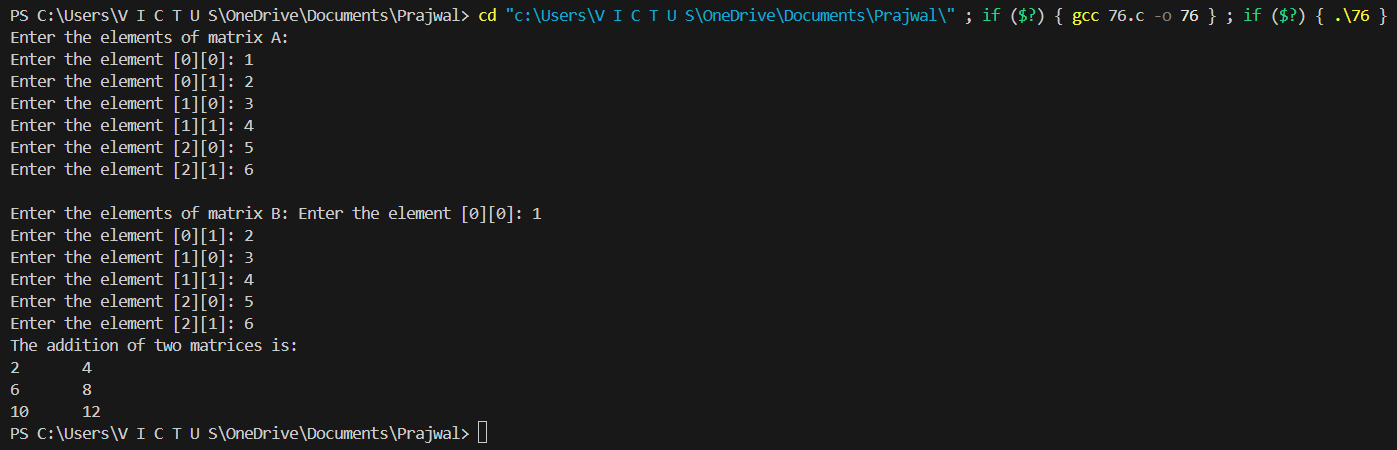 PS C:\Users\V I C T U S\OneDrive\Documents\Prajwal> cd "c:\Users\V I C T U S\OneDrive\Documents\Prajwal\" ; if ($?) { gcc 76.c -o 76 } ; if ($?) { .\76 }
Enter the elements of matrix A:
Enter the element [0][0]: 1
Enter the element [0][1]: 2
Enter the element [1][0]: 3
Enter the element [1][1]: 4
Enter the element [2][0]: 5
Enter the element [2][1]: 6

Enter the elements of matrix B: Enter the element [0][0]: 1
Enter the element [0][1]: 2
Enter the element [1][0]: 3
Enter the element [1][1]: 4
Enter the element [2][0]: 5
Enter the element [2][1]: 6
The addition of two matrices is:
2       4
6       8
10      12
PS C:\Users\V I C T U S\OneDrive\Documents\Prajwal>